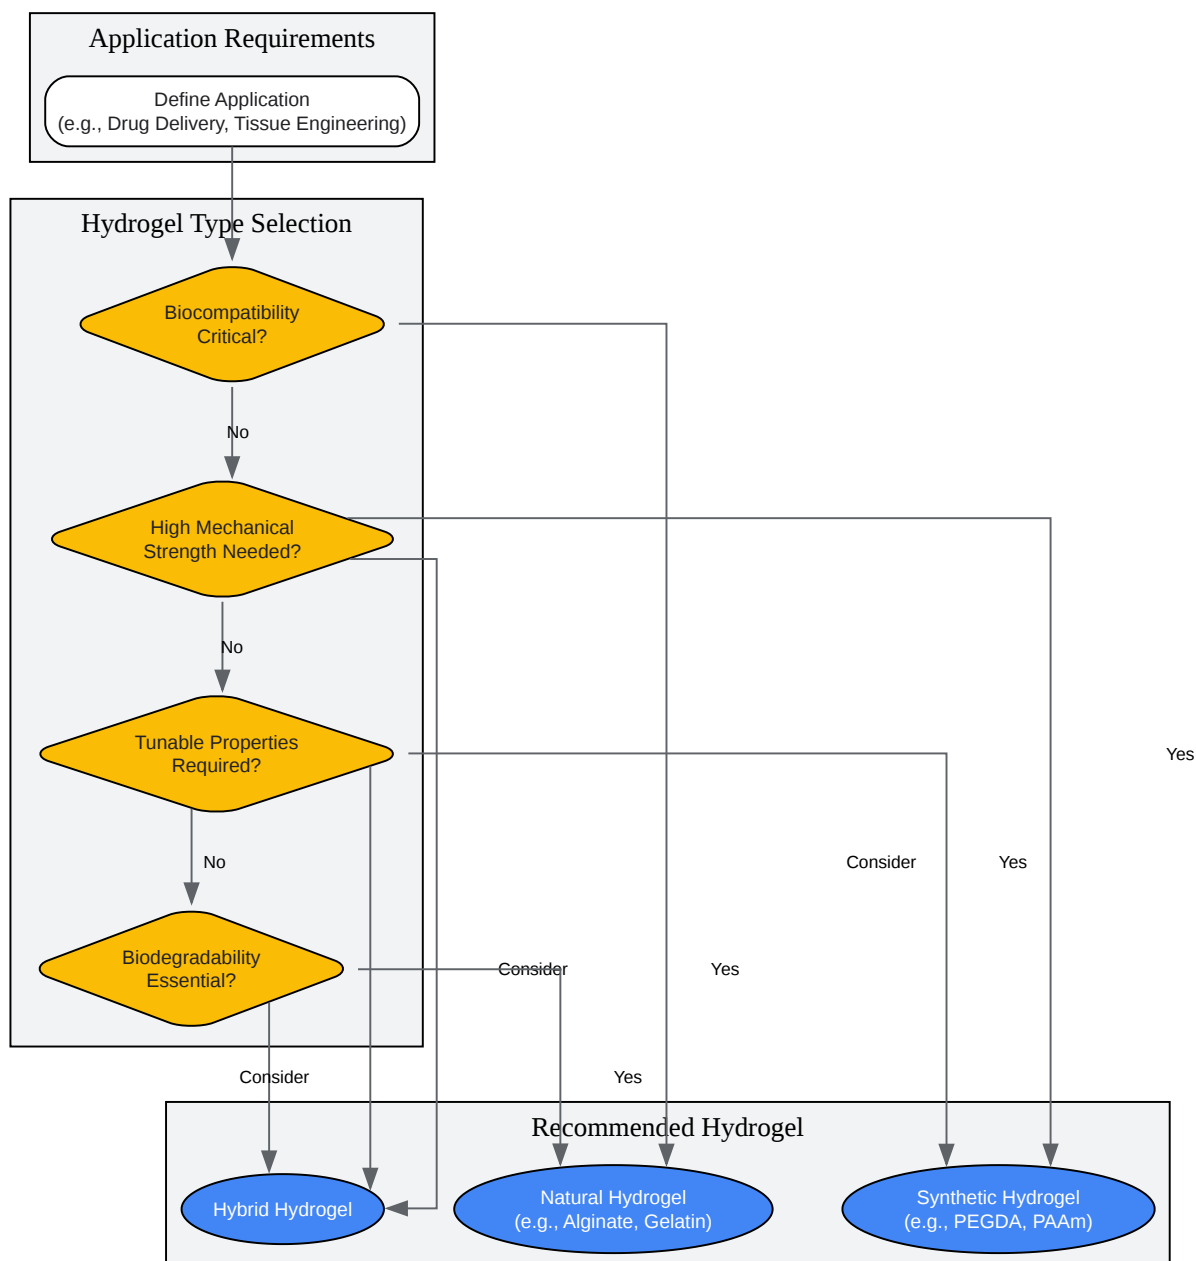 Application Requirements
Define Application
(e.g., Drug Delivery, Tissue Engineering)
Hydrogel Type Selection
Biocompatibility
Critical?
No
High Mechanical
Strength Needed?
No
Tunable Properties
Required?
Yes
No
Consider
Yes
Biodegradability
Essential?
Consider
Yes
Consider
Yes
Recommended Hydrogel
Hybrid Hydrogel
Natural Hydrogel
(e.g., Alginate, Gelatin)
Synthetic Hydrogel
(e.g., PEGDA, PAAm)